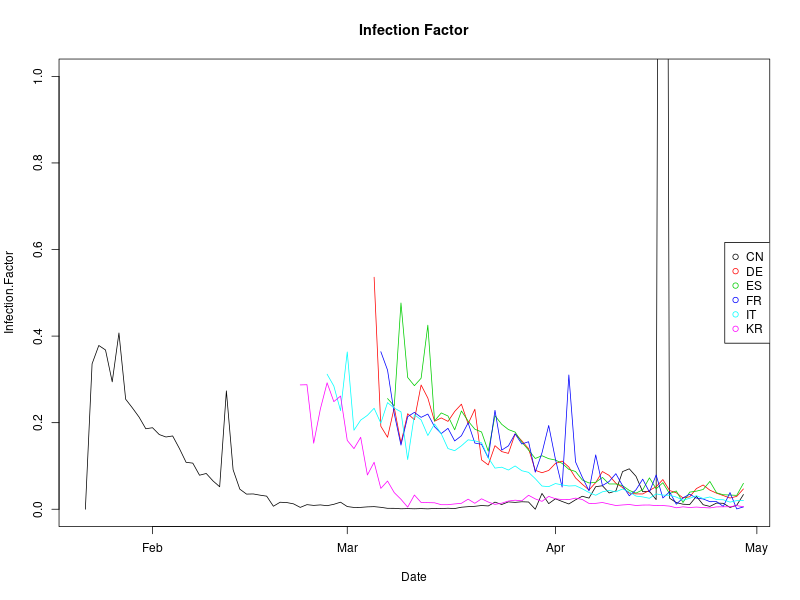 Infection Factor
Infection.Factor
1.0
0.8
0.6
0.4
0.2
0.0
CN
DE
ES
FR
IT
KR
Feb Mar Apr May
Date